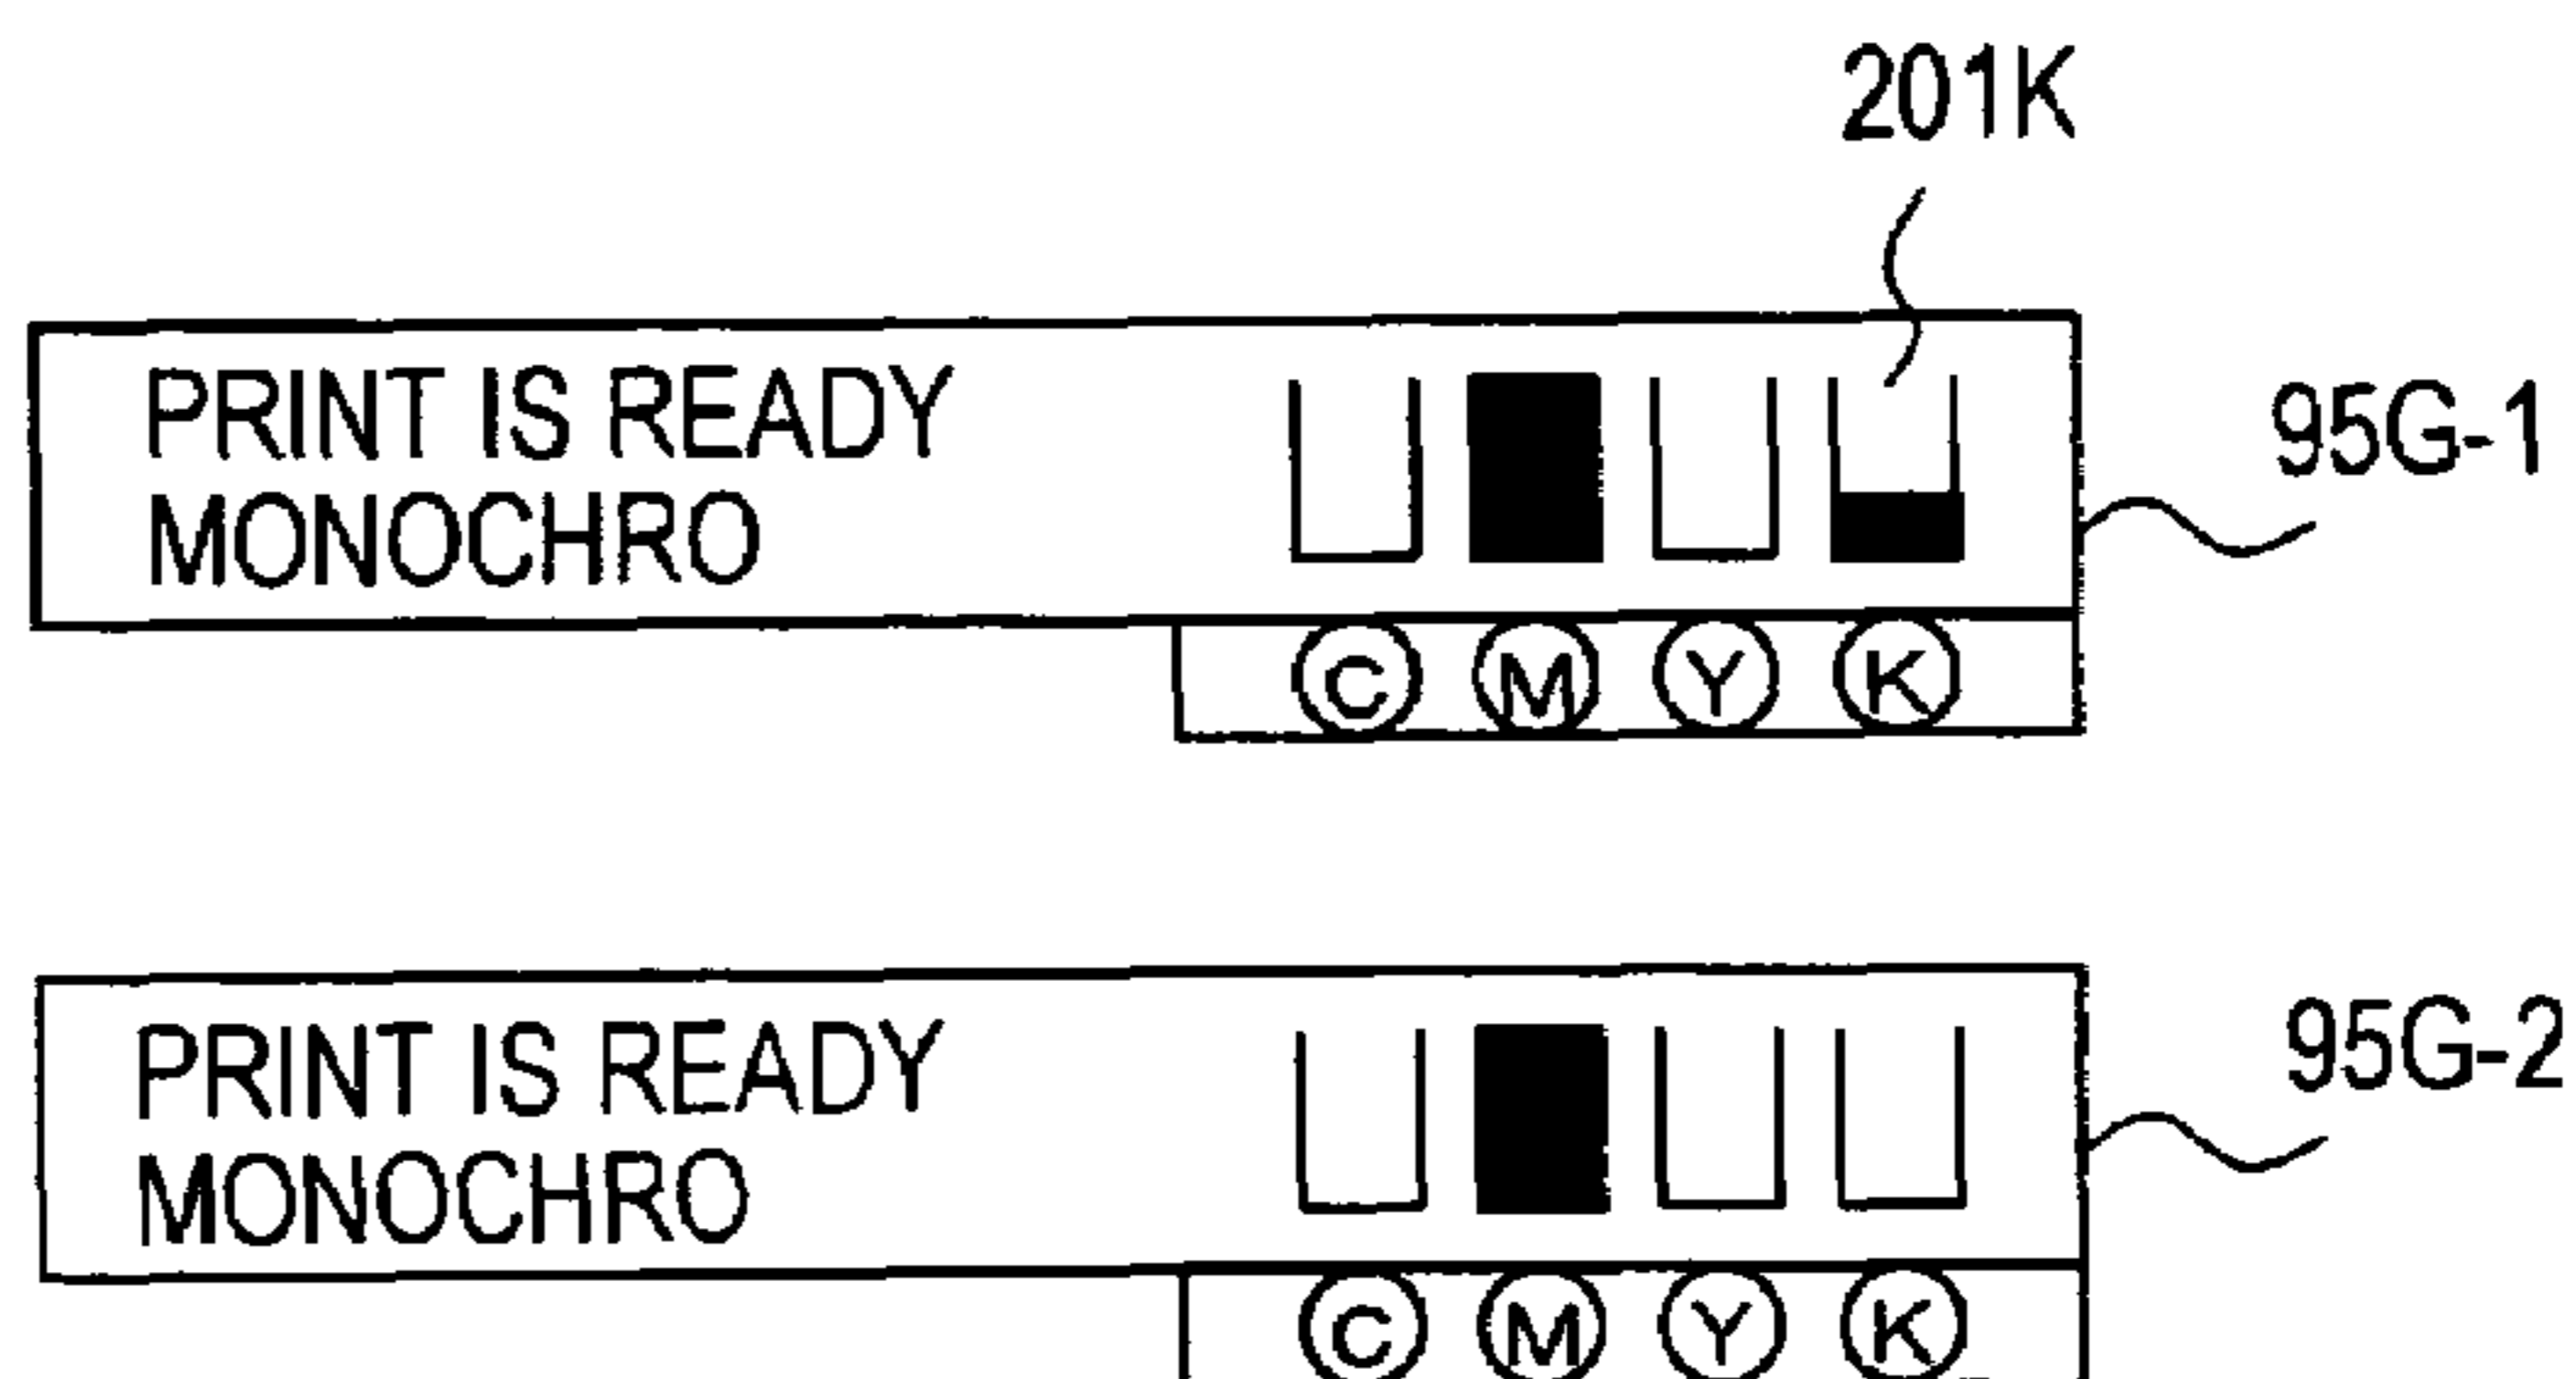 201K
PRINT IS READY
MONOCHRO
95G-1
C M Y K
PRINT IS READY
MONOCHRO
95G-2
C M Y K